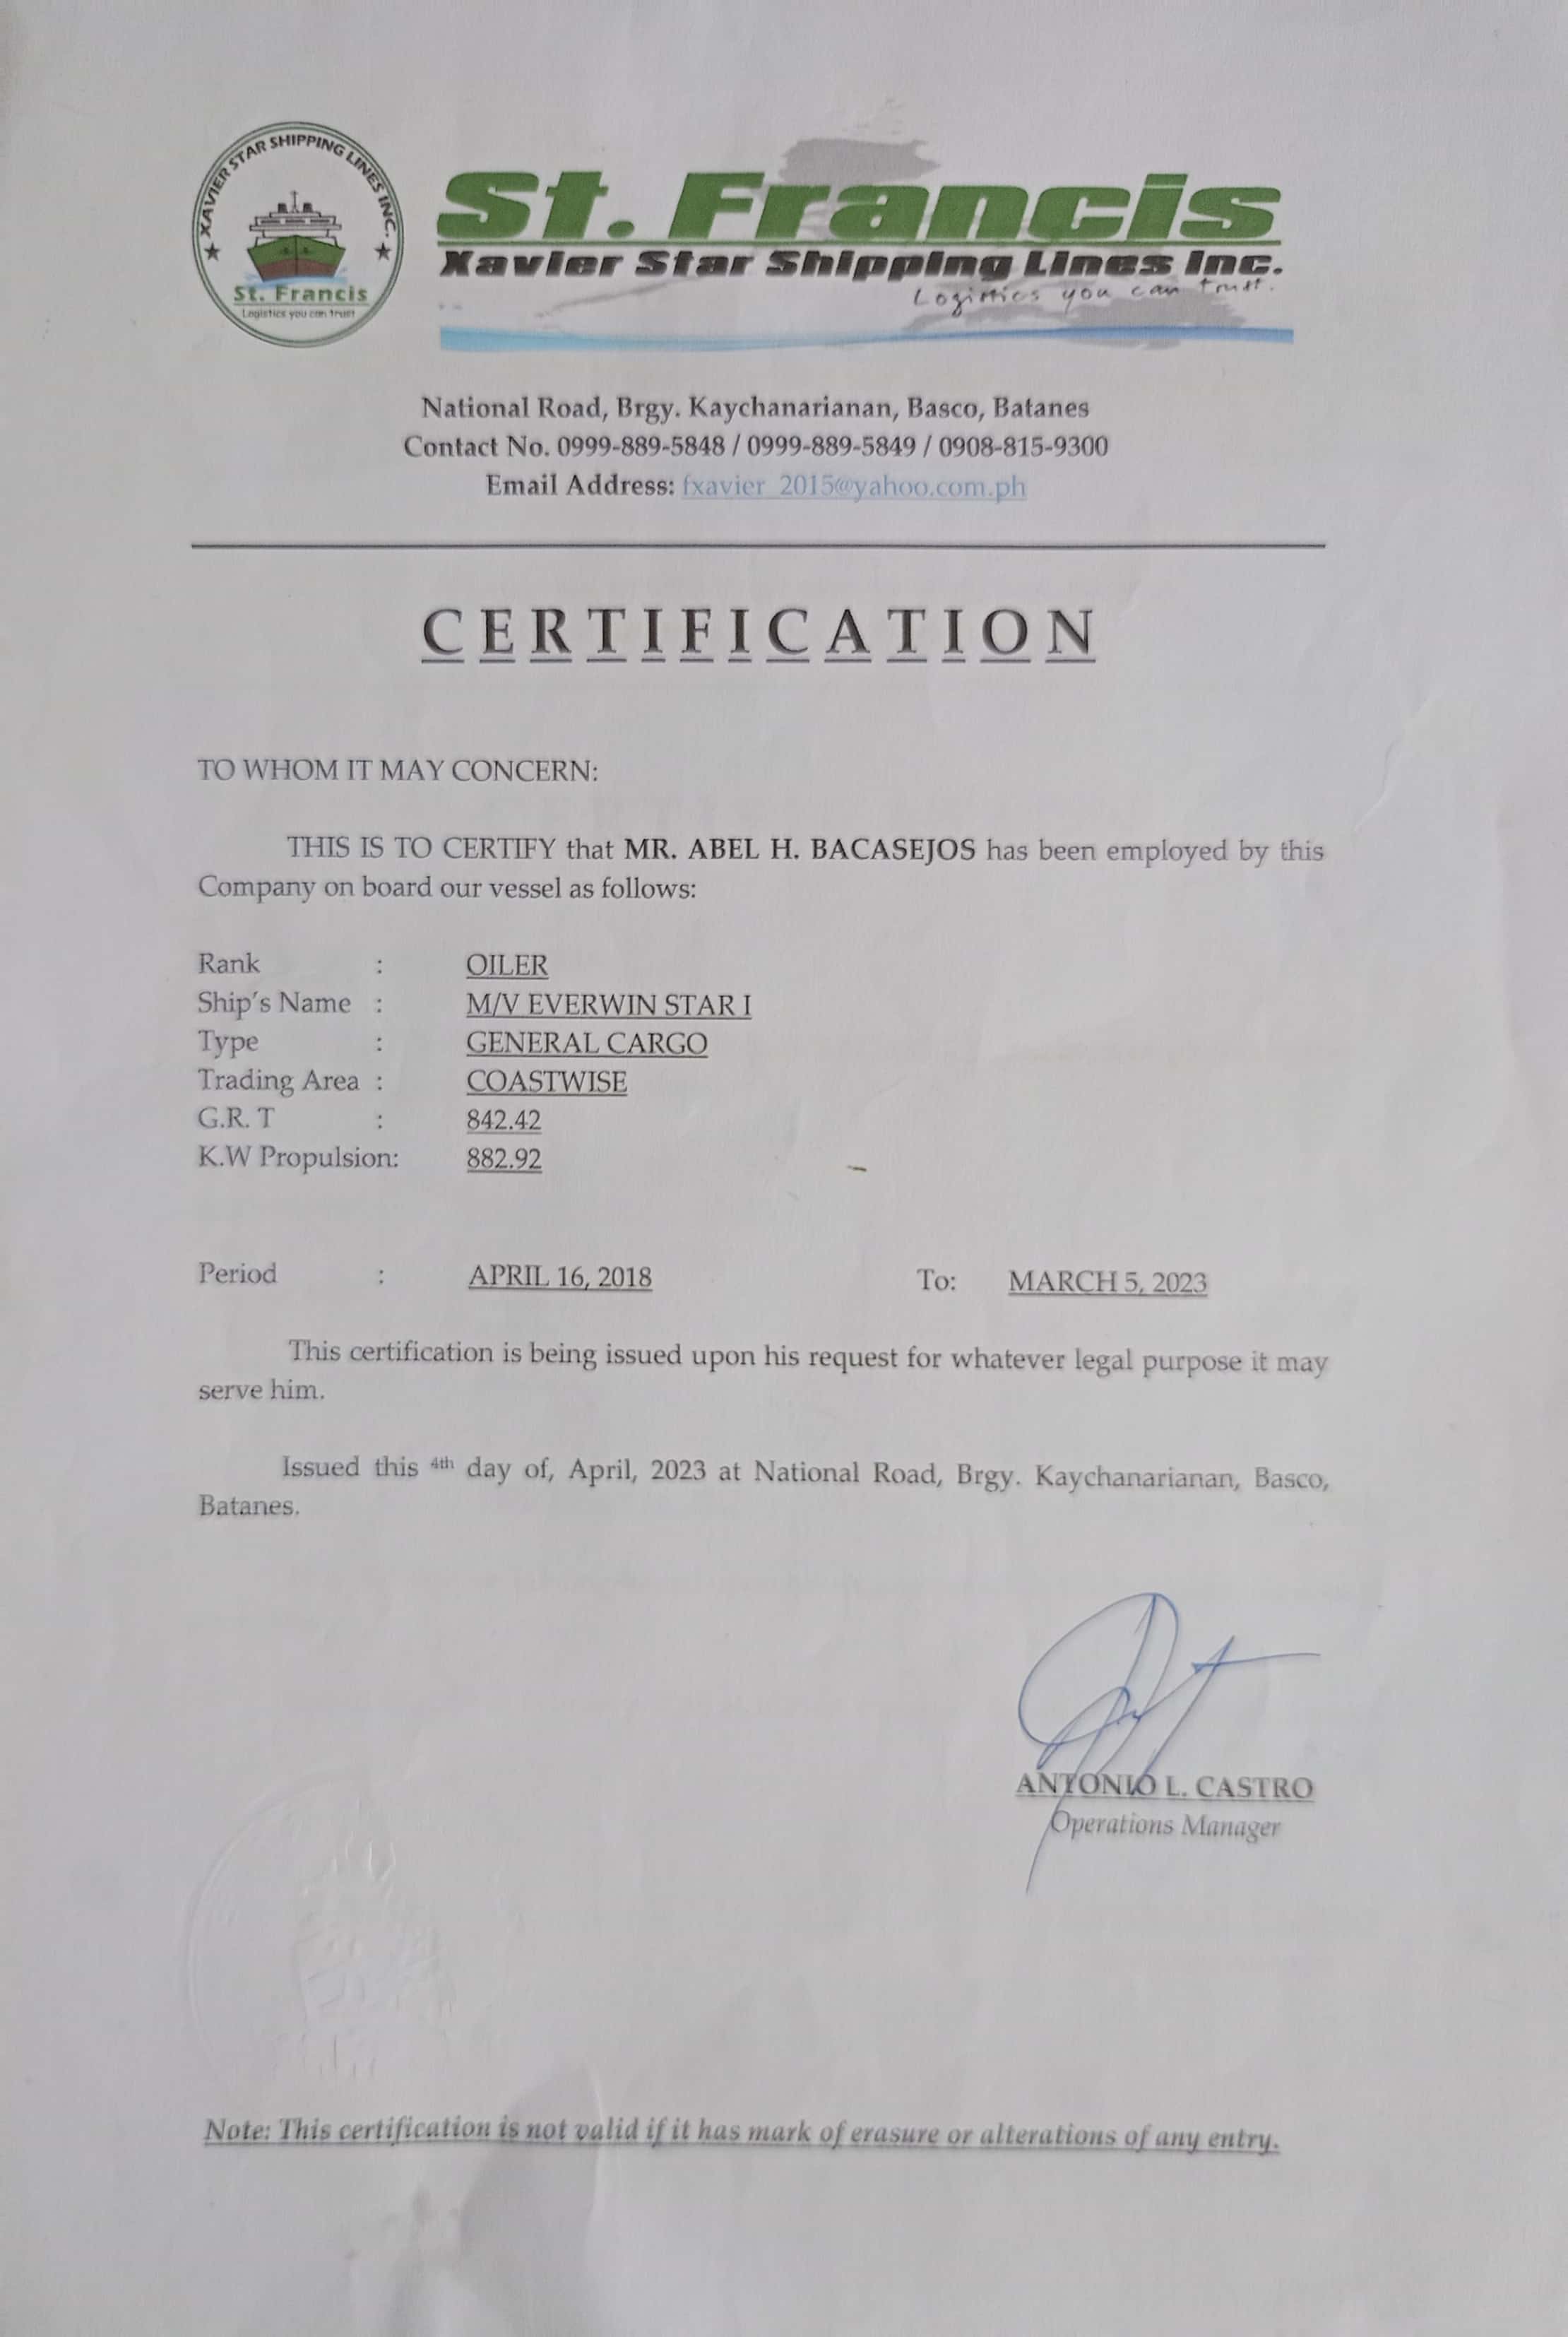 XAVIER STAR SHIPPING LINES INC.
St. Francis
Logistics you can trust
St. Francis
Xavier Star Shipping Lines Inc.
Logistics you can trust.
National Road, Brgy. Kaychanarianan, Basco, Batanes
Contact No. 0999-889-5848 / 0999-889-5849 / 0908-815-9300
Email Address: fxavier_2015@yahoo.com.ph
CERTIFICATION
TO WHOM IT MAY CONCERN:
THIS IS TO CERTIFY that MR. ABEL H. BACASEJOS has been employed by this
Company on board our vessel as follows:
Rank : OILER
Ship's Name : M/V EVERWIN STAR I
Type : GENERAL CARGO
Trading Area : COASTWISE
G.R. T : 842.42
K.W Propulsion: 882.92
Period : APRIL 16, 2018 To: MARCH 5, 2023
This certification is being issued upon his request for whatever legal purpose it may
serve him.
Issued this 4th day of, April, 2023 at National Road, Brgy. Kaychanarianan, Basco,
Batanes.
ANTONIO L. CASTRO
Operations Manager
Note: This certification is not valid if it has mark of erasure or alterations of any entry.